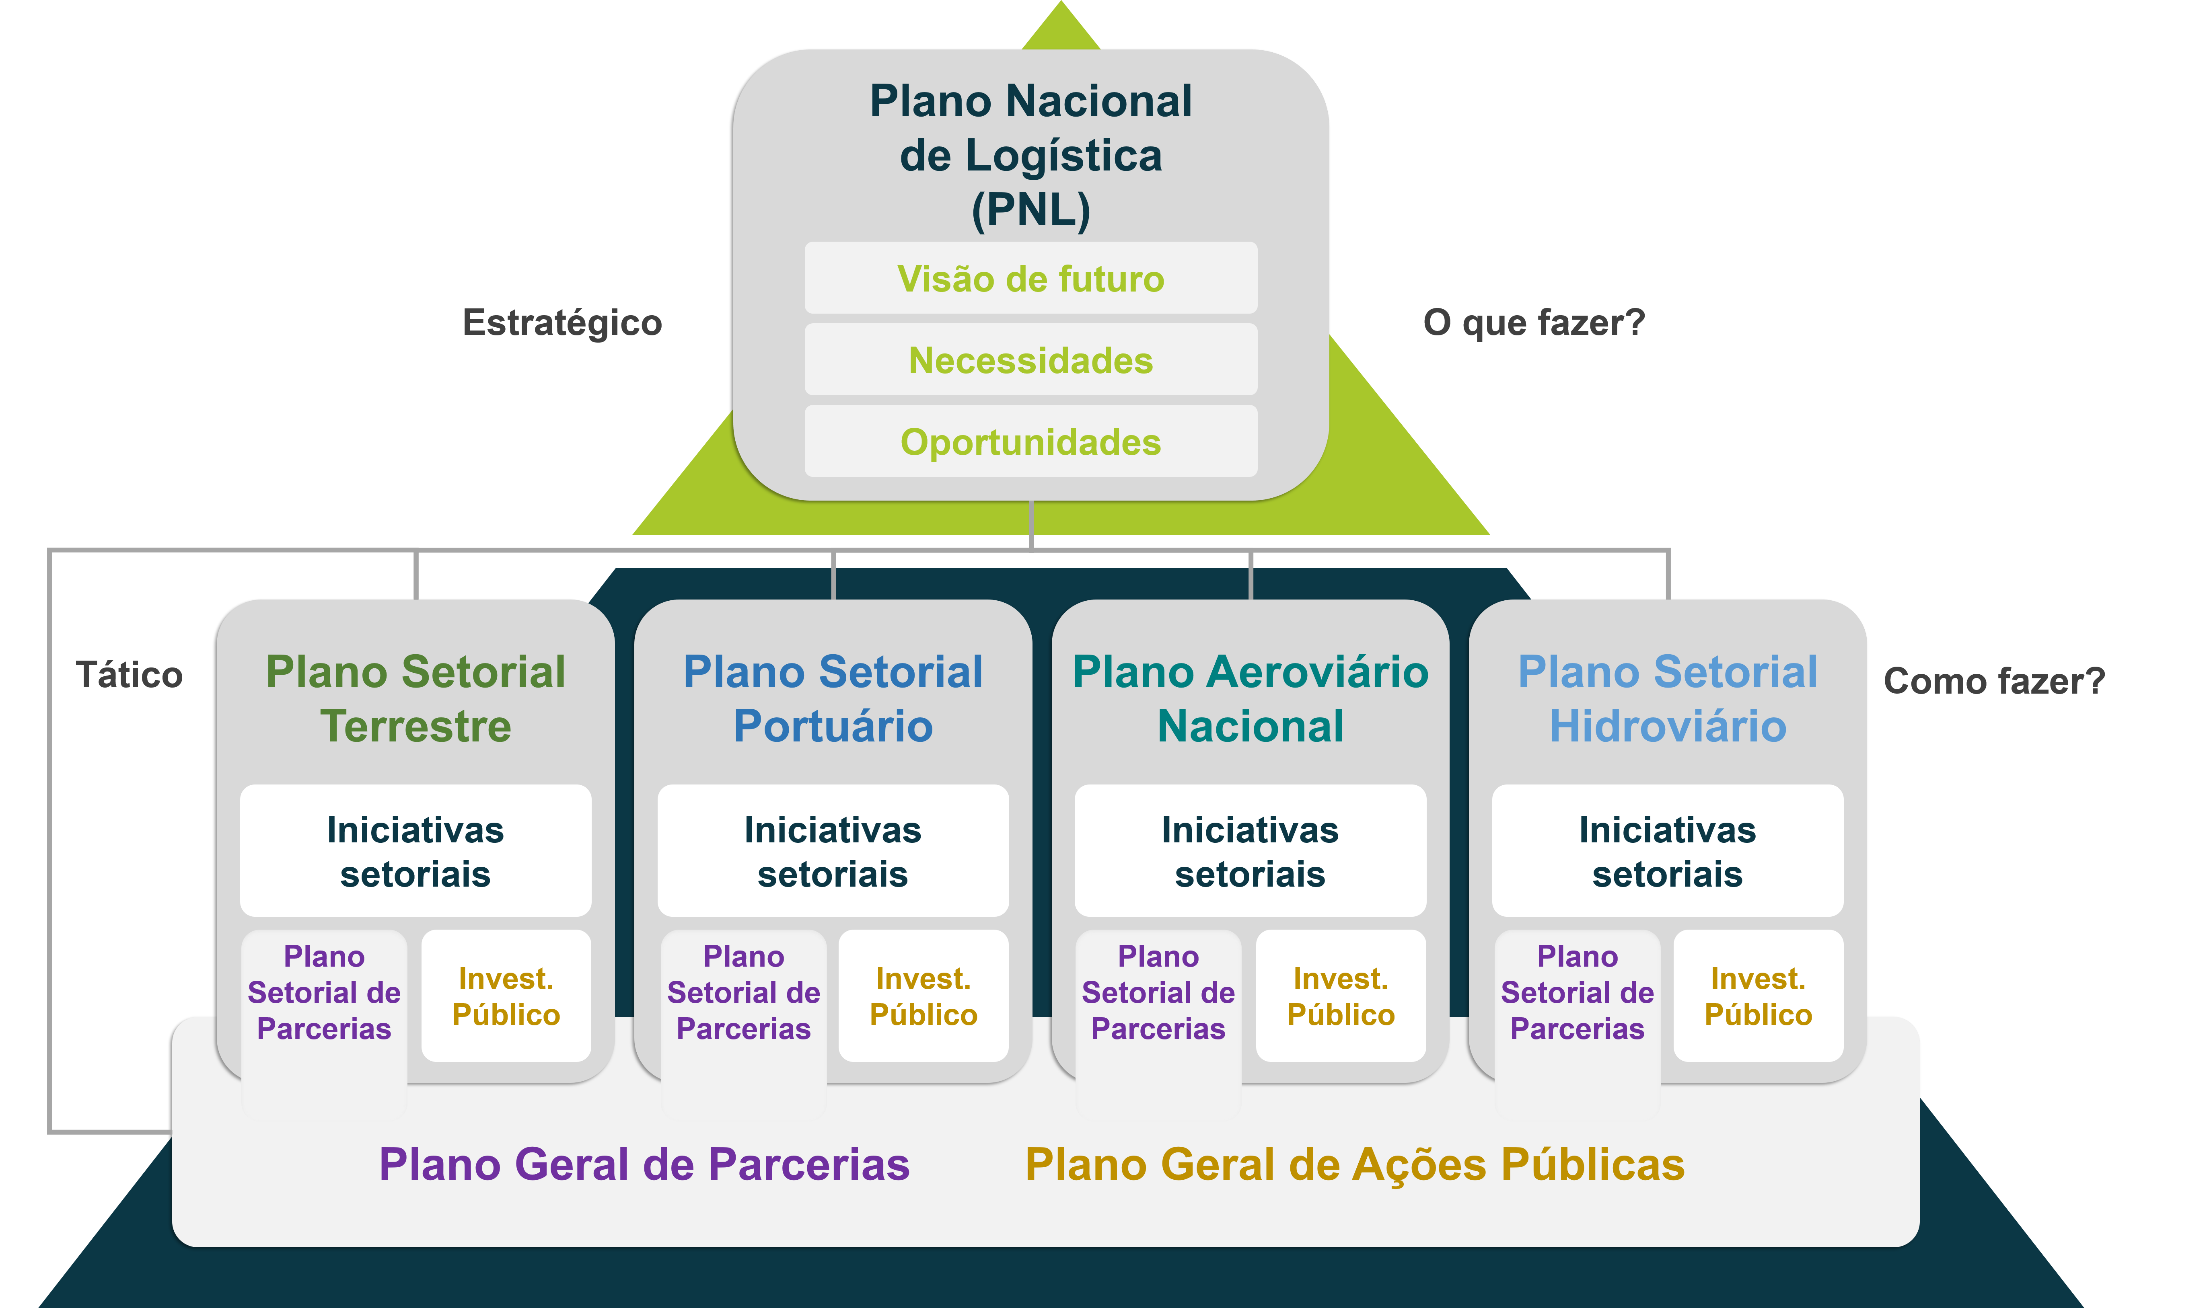 Plano Nacional
de Logística
(PNL)
Visão de futuro
Necessidades
Oportunidades
Estratégico
O que fazer?
Tático
Plano Setorial
Terrestre
Iniciativas
setoriais
Plano
Setorial de
Parcerias
Invest.
Público
Plano Setorial
Portuário
Iniciativas
setoriais
Plano
Setorial de
Parcerias
Invest.
Público
Plano Aeroviário
Nacional
Iniciativas
setoriais
Plano
Setorial de
Parcerias
Invest.
Público
Plano Setorial
Hidroviário
Iniciativas
setoriais
Plano
Setorial de
Parcerias
Invest.
Público
Como fazer?
Plano Geral de Parcerias
Plano Geral de Ações Públicas